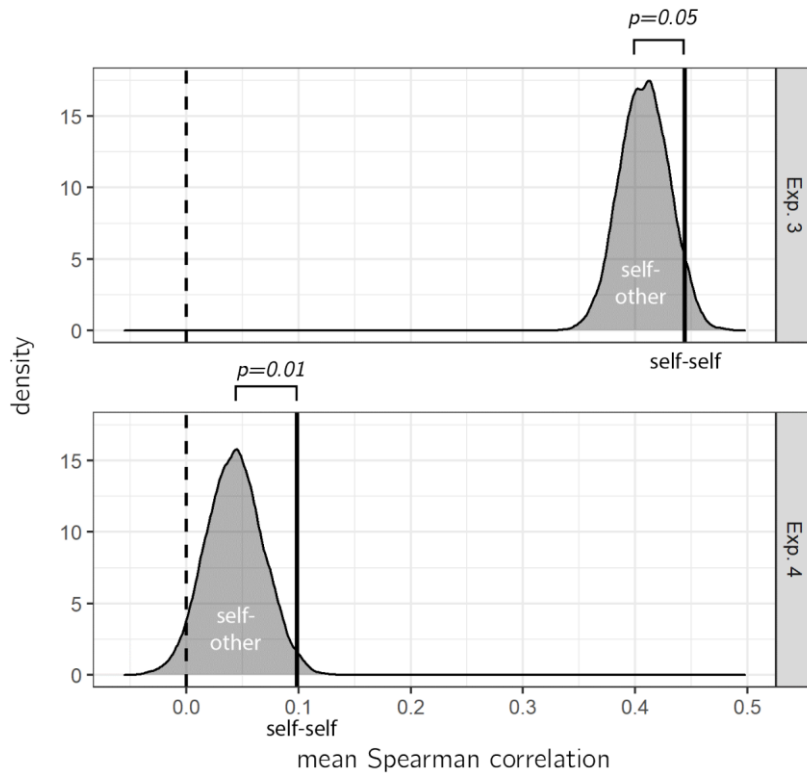 p=0.05
15
10
5
0
self-
other
Exp. 3
self-self
density
p=0.01
15
10
5
0
self-
other
Exp. 4
0.0 0.1 0.2 0.3 0.4 0.5
self-self
mean Spearman correlation